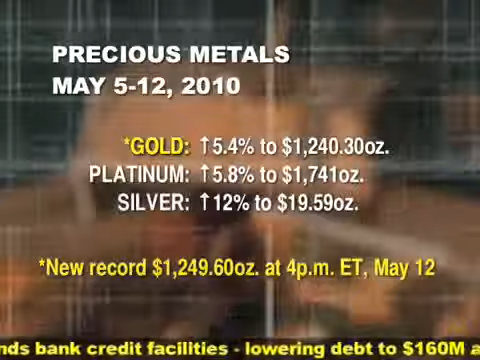 PRECIOUS METALS
MAY 5-12, 2010
*GOLD: ↑5.4% to $1,240.30oz.
PLATINUM: ↑5.8% to $1,741oz.
SILVER: ↑12% to $19.59oz.
*New record $1,249.60oz. at 4p.m. ET, May 12
nds bank credit facilities - lowering debt to $160M a